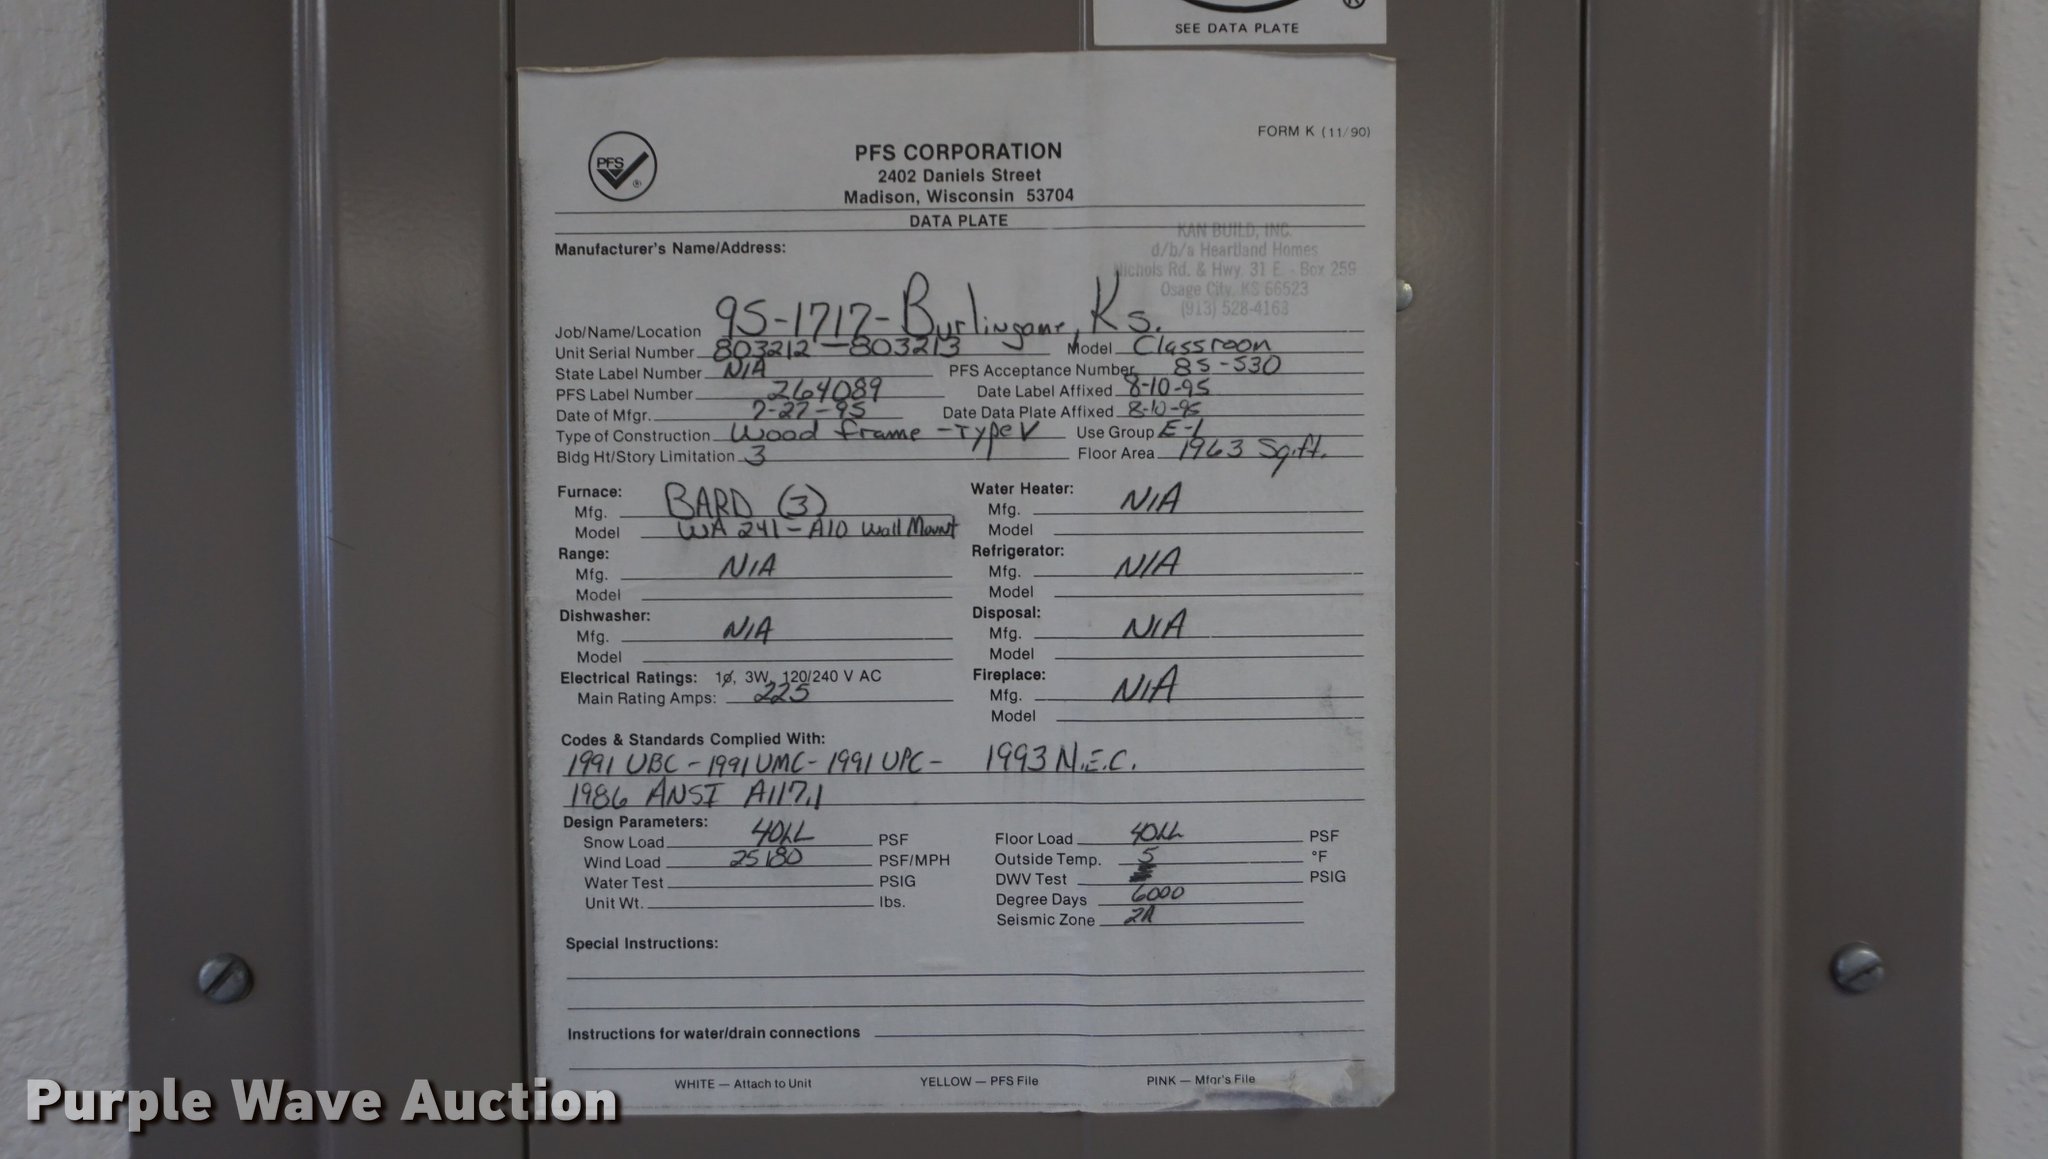 SEE DATA PLATE
FORM K (11/90)
PFS
PFS CORPORATION
2402 Daniels Street
Madison, Wisconsin 53704
DATA PLATE
Manufacturer's Name/Address:
KAN BUILD, INC.
d/b/a Heartland Homes
Nichols Rd. & Hwy. 31 E. - Box 259
Osage City, KS 66523
(913) 528-4163
Job/Name/Location 95-1717-Burlingame, Ks.
Unit Serial Number 803212-803213 Model Classroon
State Label Number N/A PFS Acceptance Number 85-530
PFS Label Number 264089 Date Label Affixed 8-10-95
Date of Mfgr. 7-27-95 Date Data Plate Affixed 8-10-95
Type of Construction Wood frame - Type V Use Group E-1
Bldg Ht/Story Limitation 3 Floor Area 1963 Sq.ft.
Furnace: Water Heater:
Mfg. BARD (3) Mfg. N/A
Model WA 241-A10 Wall Mount Model
Range: Refrigerator:
Mfg. N/A Mfg. N/A
Model Model
Dishwasher: Disposal:
Mfg. N/A Mfg. N/A
Model Model
Electrical Ratings: 1ø, 3W, 120/240 V AC Fireplace:
Main Rating Amps: 225 Mfg. N/A
Model
Codes & Standards Complied With:
1991 UBC - 1991 UMC - 1991 UPC - 1993 N.E.C.
1986 ANSI A117.1
Design Parameters:
Snow Load 40LL PSF Floor Load 40LL PSF
Wind Load 25/80 PSF/MPH Outside Temp. 5 °F
Water Test PSIG DWV Test PSIG
Unit Wt. lbs. Degree Days 6000
Seismic Zone 2A
Special Instructions:
Instructions for water/drain connections
WHITE — Attach to Unit YELLOW — PFS File PINK — Mfgr's File
Purple Wave Auction